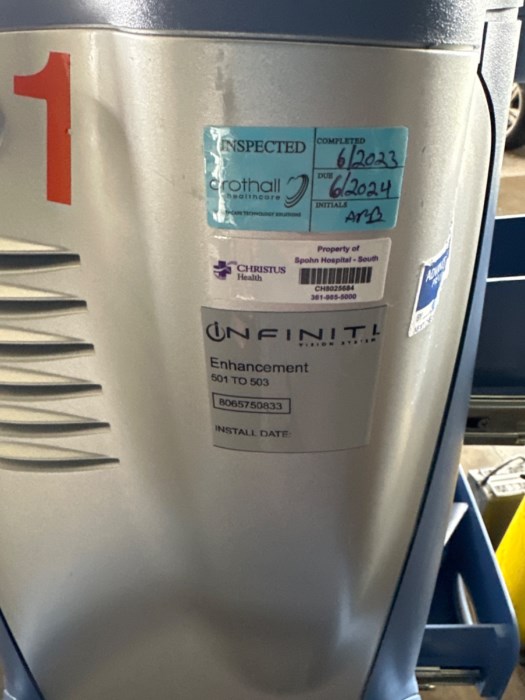 1
INSPECTED
COMPLETED
6/2023
DUE
6/2024
crothall
healthcare
INITIALS
Property of
Spohn Hospital - South
CHRISTUS
Health
CH8025684
361-985-5000
INFINITI
VISION SYSTEM
Enhancement
501 TO 503
8065750833
INSTALL DATE: